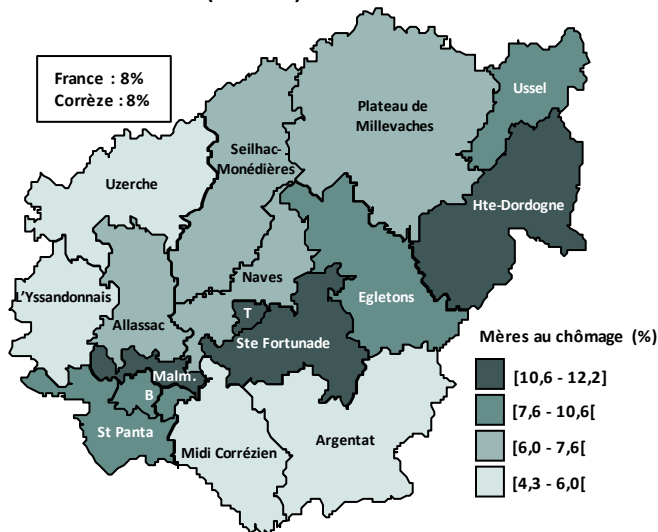 France : 8%
Corrèze : 8%
Ussel
Plateau de
Millevaches
Seilhac-
Monédières
Uzerche
Hte-Dordogne
Naves
L'Yssandonnais
Egletons
Allassac
T
Ste Fortunade
Mères au chômage (%)
Malm.
[10,6 - 12,2]
B
[7,6 - 10,6[
St Panta
Argentat
Midi Corrézien
[6,0 - 7,6[
[4,3 - 6,0[